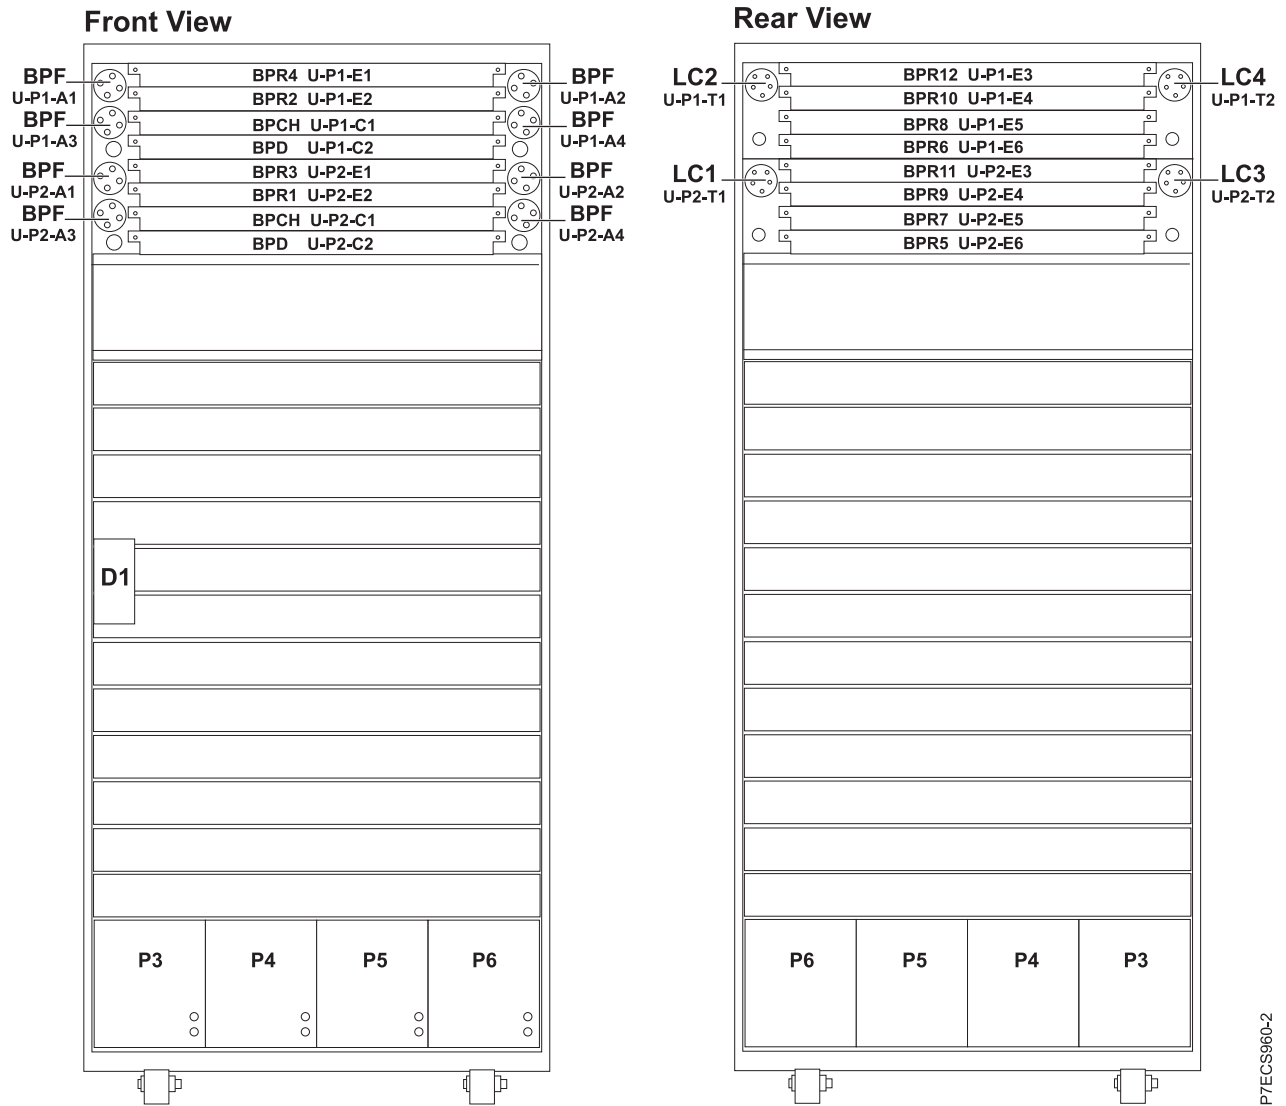 Front View
BPF
U-P1-A1
BPF
U-P1-A3
BPF
U-P2-A1
BPF
U-P2-A3
BPR4 U-P1-E1
BPR2 U-P1-E2
BPCH U-P1-C1
BPD U-P1-C2
BPR3 U-P2-E1
BPR1 U-P2-E2
BPCH U-P2-C1
BPD U-P2-C2
BPF
U-P1-A2
BPF
U-P1-A4
BPF
U-P2-A2
BPF
U-P2-A4
D1
P3 P4 P5 P6
Rear View
LC2
U-P1-T1
LC1
U-P2-T1
BPR12 U-P1-E3
BPR10 U-P1-E4
BPR8 U-P1-E5
BPR6 U-P1-E6
BPR11 U-P2-E3
BPR9 U-P2-E4
BPR7 U-P2-E5
BPR5 U-P2-E6
LC4
U-P1-T2
LC3
U-P2-T2
P6 P5 P4 P3
P7ECS960-2